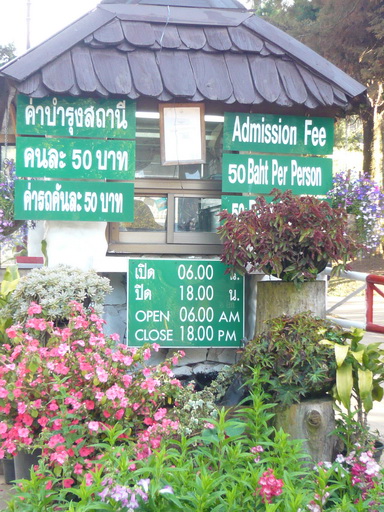 ค่าบำรุงสถานี
คนละ 50 บาท
ค่ารถคันละ 50 บาท
Admission Fee
50 Baht Per Person
50
เปิด 06.00 น.
ปิด 18.00 น.
OPEN 06.00 AM
CLOSE 18.00 PM